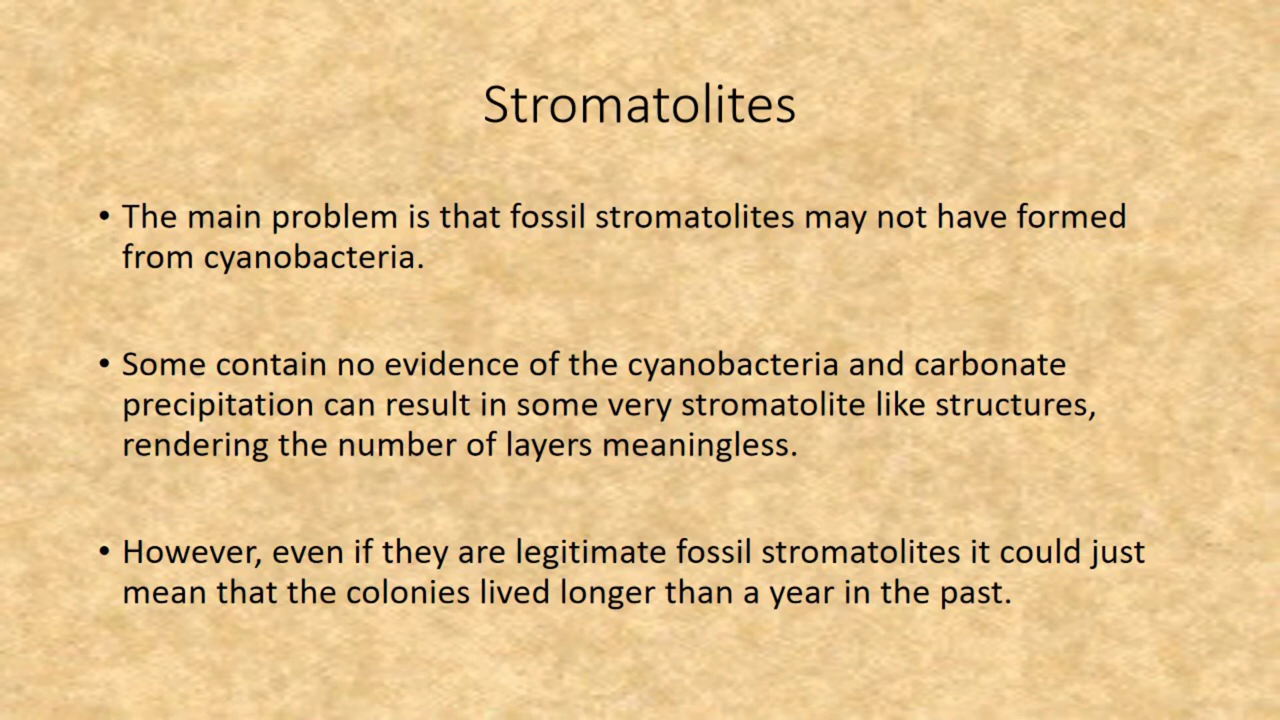 Stromatolites
• The main problem is that fossil stromatolites may not have formed
from cyanobacteria.
• Some contain no evidence of the cyanobacteria and carbonate
precipitation can result in some very stromatolite like structures,
rendering the number of layers meaningless.
• However, even if they are legitimate fossil stromatolites it could just
mean that the colonies lived longer than a year in the past.